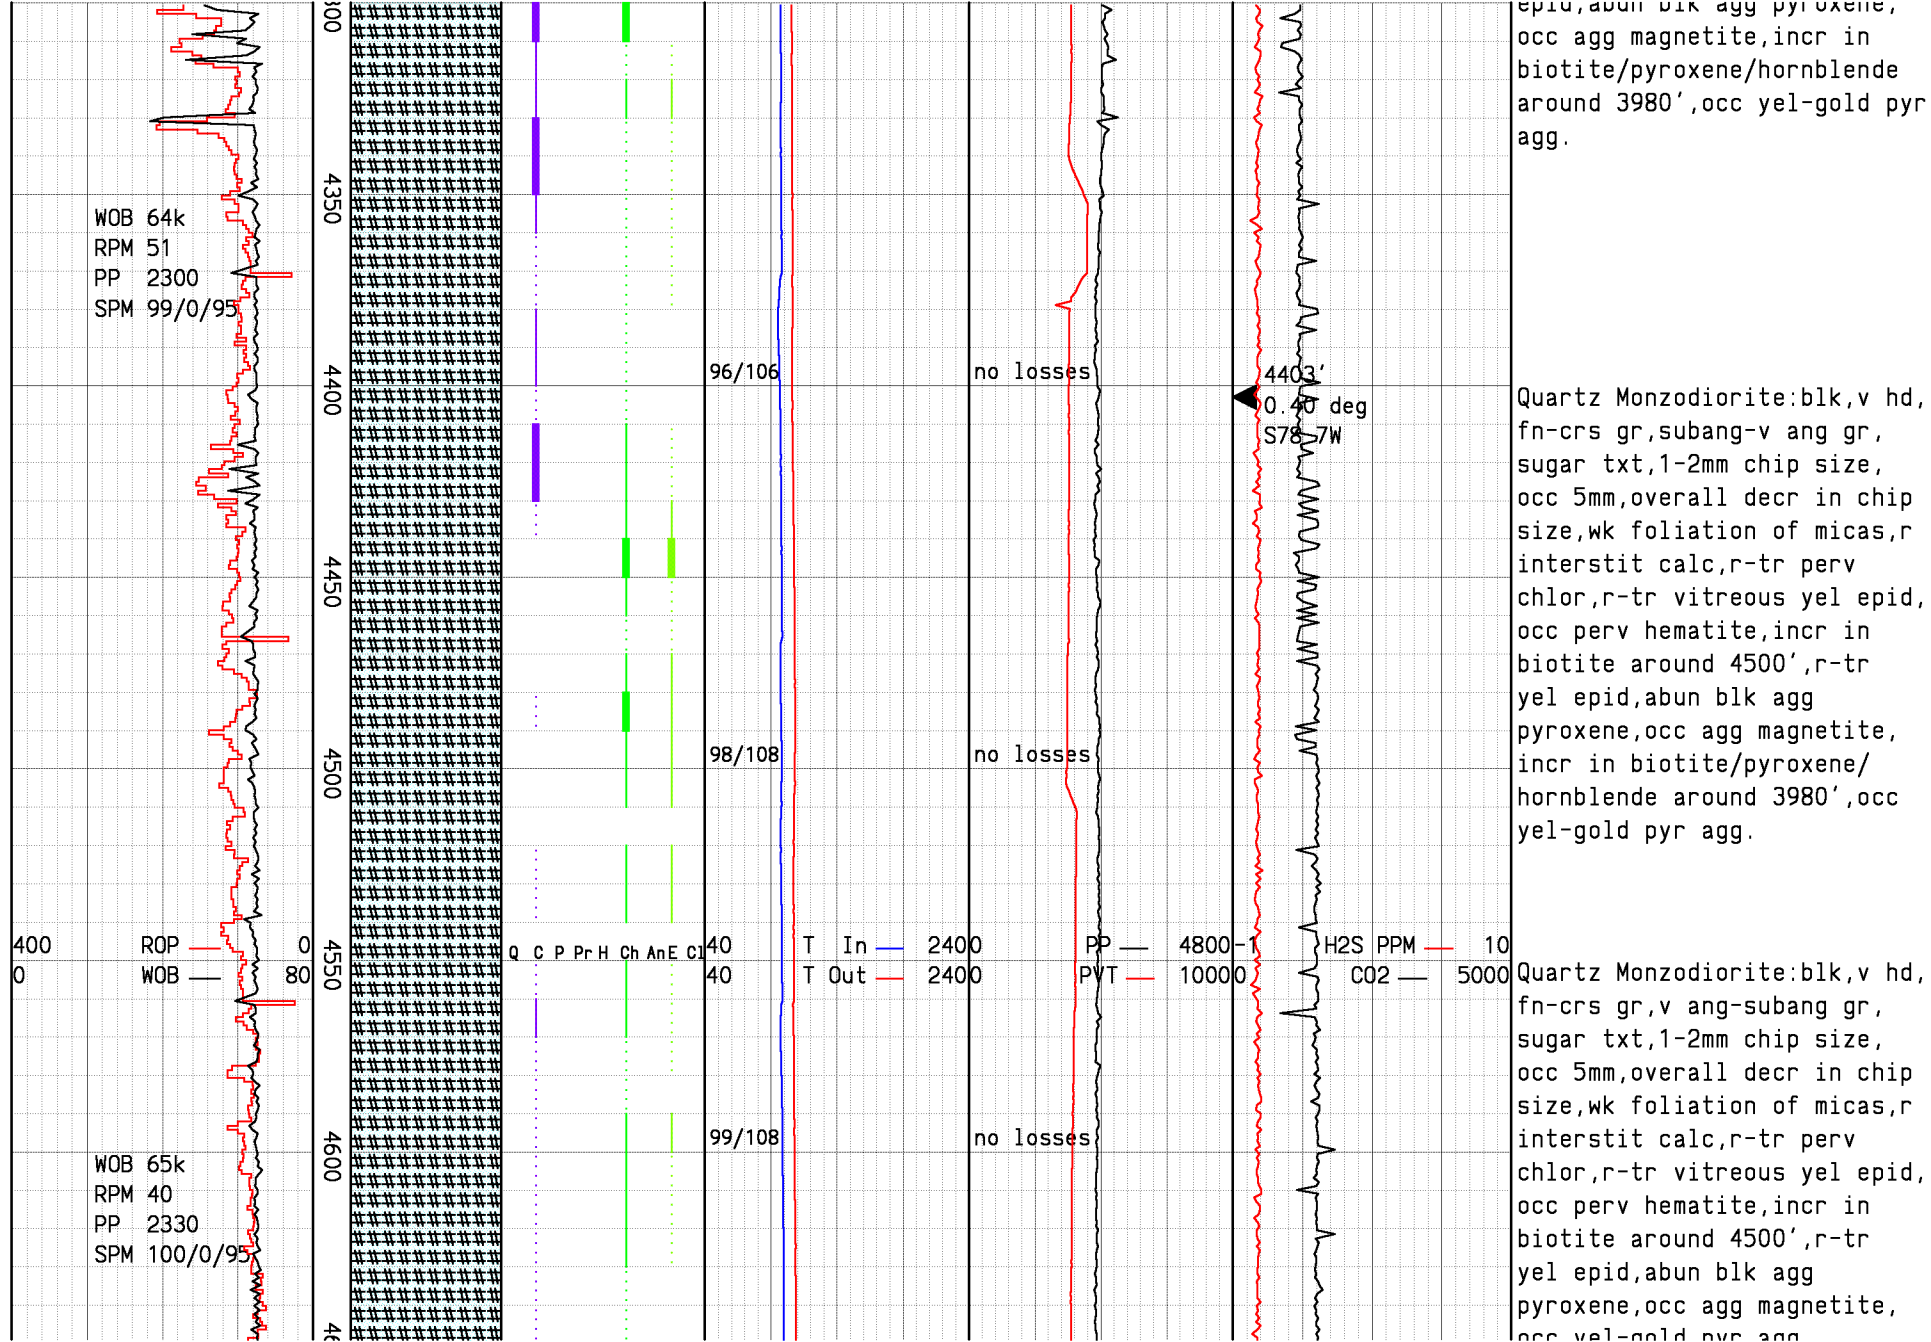 300
epid,abun blk agg pyroxene,
occ agg magnetite,incr in
biotite/pyroxene/hornblende
around 3980',occ yel-gold pyr
agg.
4350
WOB 64k
RPM 51
PP 2300
SPM 99/0/95
96/106
no losses
4403'
0.40 deg
S78.7W
4400
Quartz Monzodiorite:blk,v hd,
fn-crs gr,subang-v ang gr,
sugar txt,1-2mm chip size,
occ 5mm,overall decr in chip
size,wk foliation of micas,r
interstit calc,r-tr perv
chlor,r-tr vitreous yel epid,
occ perv hematite,incr in
biotite around 4500',r-tr
yel epid,abun blk agg
pyroxene,occ agg magnetite,
incr in biotite/pyroxene/
hornblende around 3980',occ
yel-gold pyr agg.
4450
98/108
no losses
4500
400 ROP 0
0 WOB 80
Q C P Pr H Ch An E Cl
40 T In 240
40 T Out 240
0 PP 4800
0 PVT 1000
-1 H2S PPM 10
0 CO2 5000
4550
Quartz Monzodiorite:blk,v hd,
fn-crs gr,v ang-subang gr,
sugar txt,1-2mm chip size,
occ 5mm,overall decr in chip
size,wk foliation of micas,r
interstit calc,r-tr perv
chlor,r-tr vitreous yel epid,
occ perv hematite,incr in
biotite around 4500',r-tr
yel epid,abun blk agg
pyroxene,occ agg magnetite,
occ yel-gold pyr agg
99/108
no losses
4600
WOB 65k
RPM 40
PP 2330
SPM 100/0/95
46